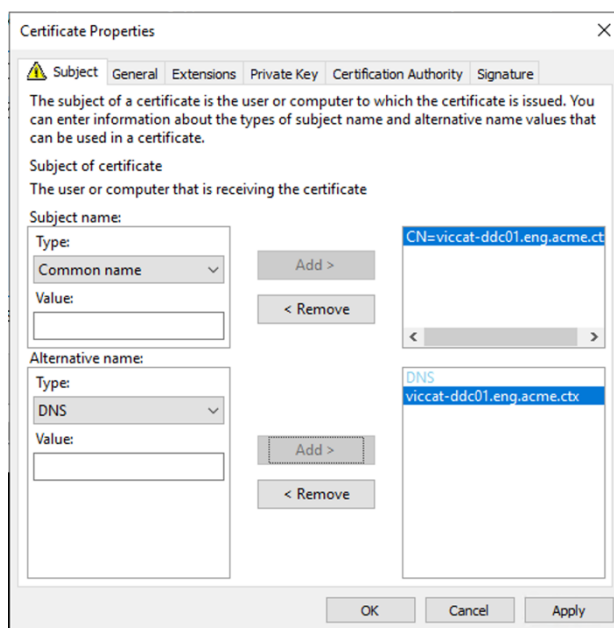 Certificate Properties
Subject General Extensions Private Key Certification Authority Signature
The subject of a certificate is the user or computer to which the certificate is issued. You
can enter information about the types of subject name and alternative name values that
can be used in a certificate.
Subject of certificate
The user or computer that is receiving the certificate
Subject name:
Type:
Common name
Value:
Add >
< Remove
CN=viccat-ddc01.eng.acme.ct
Alternative name:
Type:
DNS
Value:
Add >
< Remove
DNS
viccat-ddc01.eng.acme.ctx
OK Cancel Apply